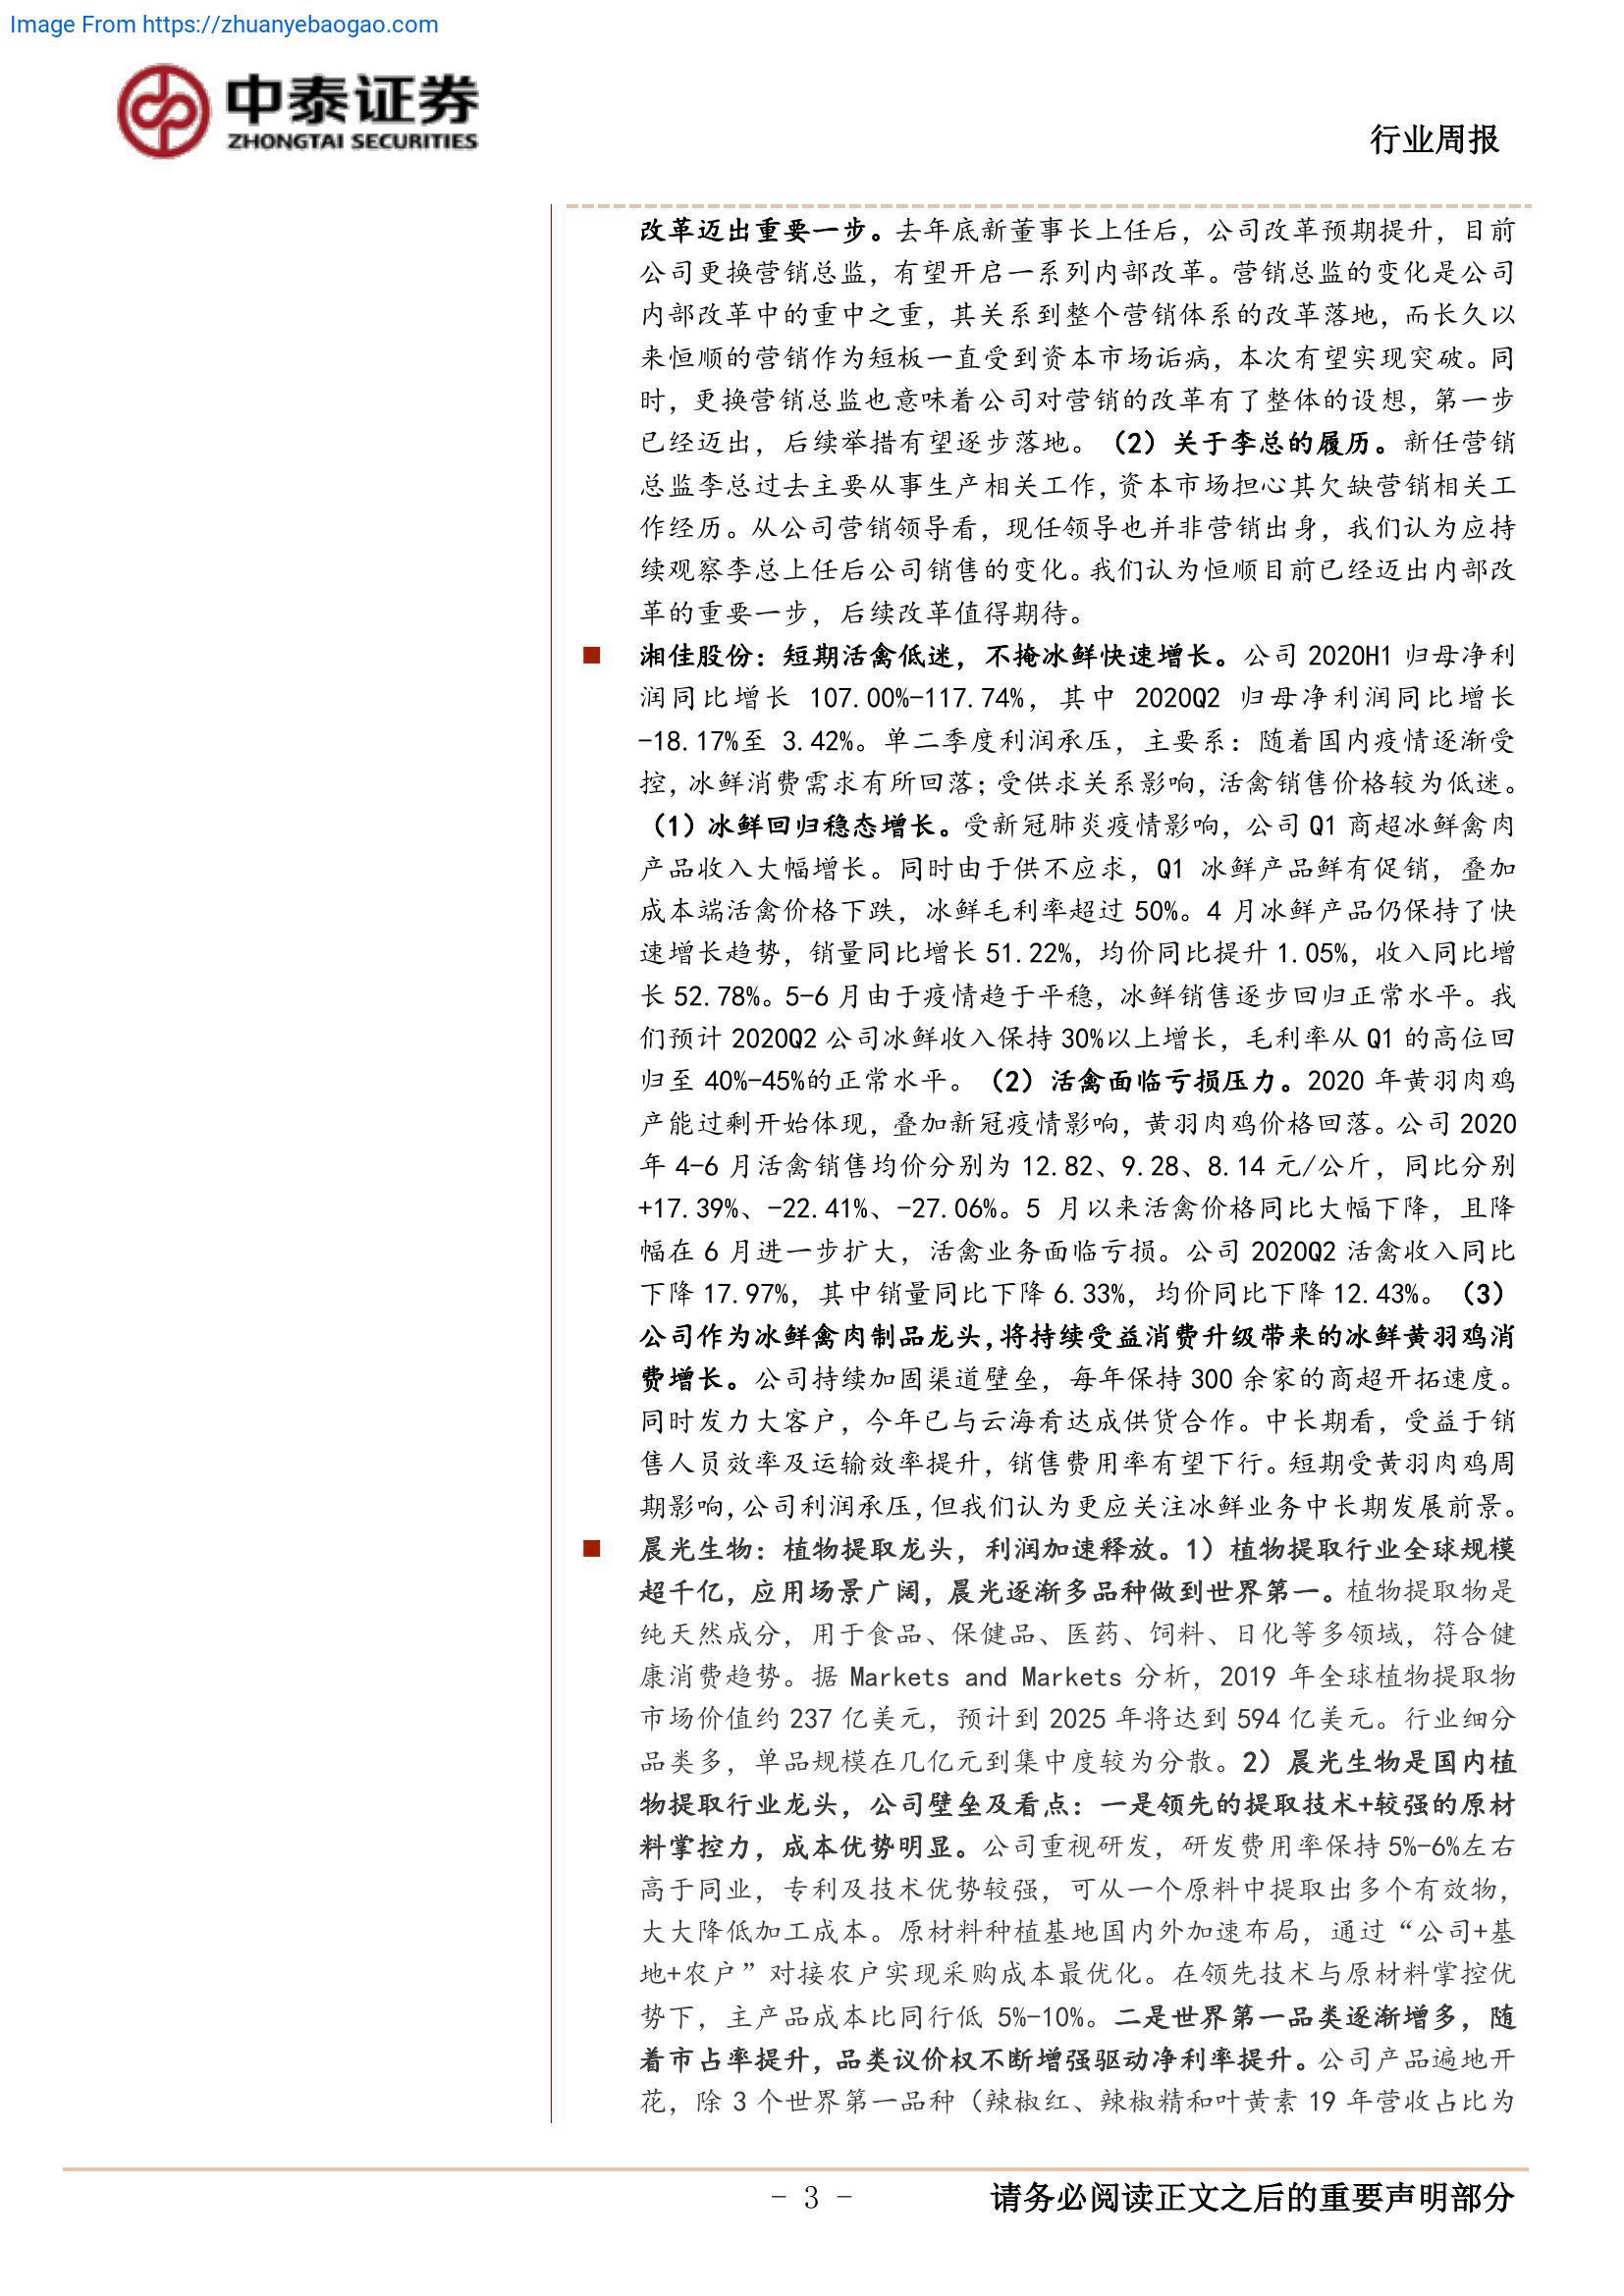 Image From https://zhuanyebaogao.com
中泰证券
ZHONGTAI SECURITIES
行业周报
改革迈出重要一步。去年底新董事长上任后，公司改革预期提升，目前
公司更换营销总监，有望开启一系列内部改革。营销总监的变化是公司
内部改革中的重中之重，其关系到整个营销体系的改革落地，而长久以
来恒顺的营销作为短板一直受到资本市场诟病，本次有望实现突破。同
时，更换营销总监也意味着公司对营销的改革有了整体的设想，第一步
已经迈出，后续举措有望逐步落地。（2）关于李总的履历。新任营销
总监李总过去主要从事生产相关工作，资本市场担心其欠缺营销相关工
作经历。从公司营销领导看，现任领导也并非营销出身，我们认为应持
续观察李总上任后公司销售的变化。我们认为恒顺目前已经迈出内部改
革的重要一步，后续改革值得期待。
■ 湘佳股份：短期活禽低迷，不掩冰鲜快速增长。公司 2020H1 归母净利
润同比增长 107.00%-117.74%，其中 2020Q2 归母净利润同比增长
-18.17%至 3.42%。单二季度利润承压，主要系：随着国内疫情逐渐受
控，冰鲜消费需求有所回落；受供求关系影响，活禽销售价格较为低迷。
（1）冰鲜回归稳态增长。受新冠肺炎疫情影响，公司 Q1 商超冰鲜禽肉
产品收入大幅增长。同时由于供不应求，Q1 冰鲜产品鲜有促销，叠加
成本端活禽价格下跌，冰鲜毛利率超过 50%。4 月冰鲜产品仍保持了快
速增长趋势，销量同比增长 51.22%，均价同比提升 1.05%，收入同比增
长 52.78%。5-6 月由于疫情趋于平稳，冰鲜销售逐步回归正常水平。我
们预计 2020Q2 公司冰鲜收入保持 30%以上增长，毛利率从 Q1 的高位回
归至 40%-45%的正常水平。（2）活禽面临亏损压力。2020 年黄羽肉鸡
产能过剩开始体现，叠加新冠疫情影响，黄羽肉鸡价格回落。公司 2020
年 4-6 月活禽销售均价分别为 12.82、9.28、8.14 元/公斤，同比分别
+17.39%、-22.41%、-27.06%。5 月以来活禽价格同比大幅下降，且降
幅在 6 月进一步扩大，活禽业务面临亏损。公司 2020Q2 活禽收入同比
下降 17.97%，其中销量同比下降 6.33%，均价同比下降 12.43%。（3）
公司作为冰鲜禽肉制品龙头，将持续受益消费升级带来的冰鲜黄羽鸡消
费增长。公司持续加固渠道壁垒，每年保持 300 余家的商超开拓速度。
同时发力大客户，今年已与云海肴达成供货合作。中长期看，受益于销
售人员效率及运输效率提升，销售费用率有望下行。短期受黄羽肉鸡周
期影响，公司利润承压，但我们认为更应关注冰鲜业务中长期发展前景。
■ 晨光生物：植物提取龙头，利润加速释放。1）植物提取行业全球规模
超千亿，应用场景广阔，晨光逐渐多品种做到世界第一。植物提取物是
纯天然成分，用于食品、保健品、医药、饲料、日化等多领域，符合健
康消费趋势。据 Markets and Markets 分析，2019 年全球植物提取物
市场价值约 237 亿美元，预计到 2025 年将达到 594 亿美元。行业细分
品类多，单品规模在几亿元到集中度较为分散。2）晨光生物是国内植
物提取行业龙头，公司壁垒及看点：一是领先的提取技术+较强的原材
料掌控力，成本优势明显。公司重视研发，研发费用率保持 5%-6%左右
高于同业，专利及技术优势较强，可从一个原料中提取出多个有效物，
大大降低加工成本。原材料种植基地国内外加速布局，通过“公司+基
地+农户”对接农户实现采购成本最优化。在领先技术与原材料掌控优
势下，主产品成本比同行低 5%-10%。二是世界第一品类逐渐增多，随
着市占率提升，品类议价权不断增强驱动净利率提升。公司产品遍地开
花，除 3 个世界第一品种（辣椒红、辣椒精和叶黄素 19 年营收占比为
- 3 -
请务必阅读正文之后的重要声明部分